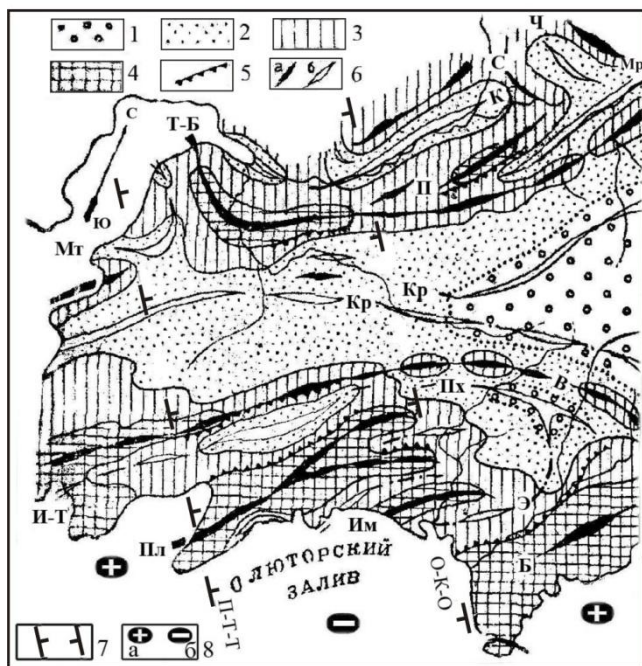 1 2 3
4 5 а б 6
Ч
С
Мр
К
С
Т-Б
Ю
П
Мт
Кр Кр
Пх В
И-Т
Э
Пл Им
Б
ОЛЮТОРСКИЙ
ЗАЛИВ
П-Т-Т
О-К-О
7 а б 8